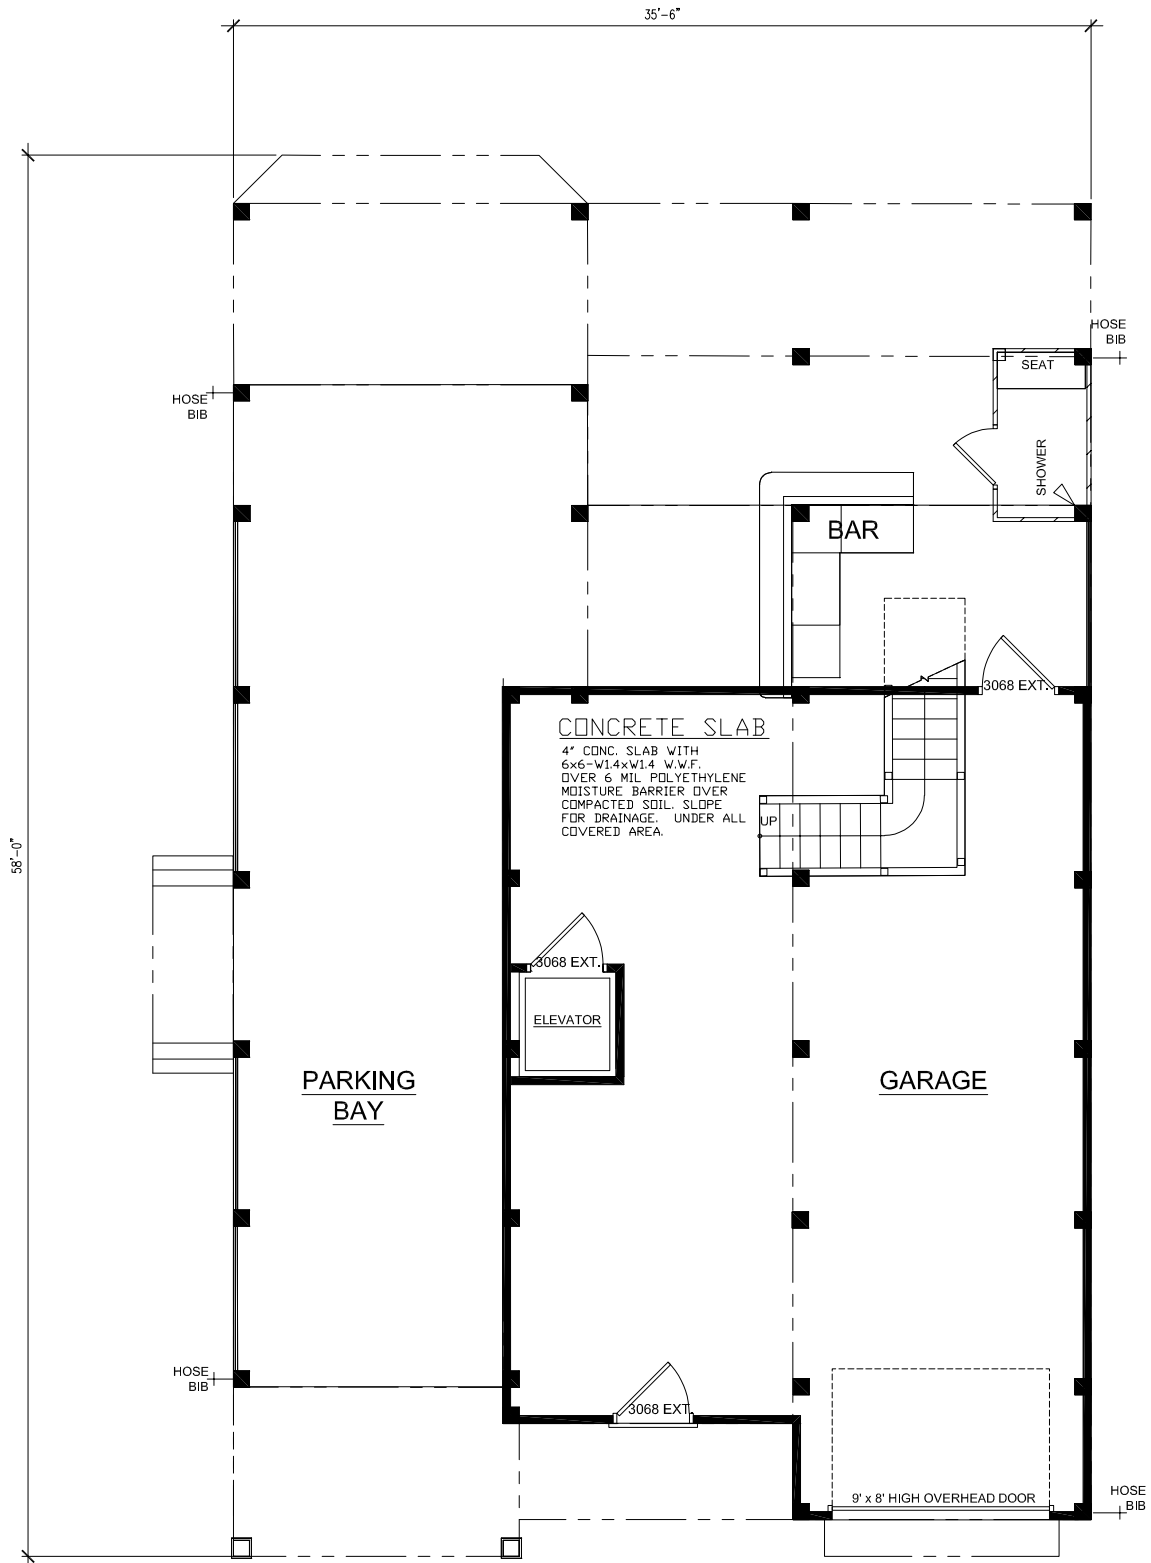 35'-6"
HOSE
BIB
SEAT
HOSE
BIB
SHOWER
BAR
3068 EXT.
CONCRETE SLAB
4" CONC. SLAB WITH
6x6-W1.4xW1.4 W.W.F.
OVER 6 MIL POLYETHYLENE
MOISTURE BARRIER OVER
COMPACTED SOIL. SLOPE
FOR DRAINAGE. UNDER ALL
COVERED AREA.
UP
58'-0"
3068 EXT.
ELEVATOR
PARKING
BAY
GARAGE
HOSE
BIB
3068 EXT.
9' x 8' HIGH OVERHEAD DOOR
HOSE
BIB